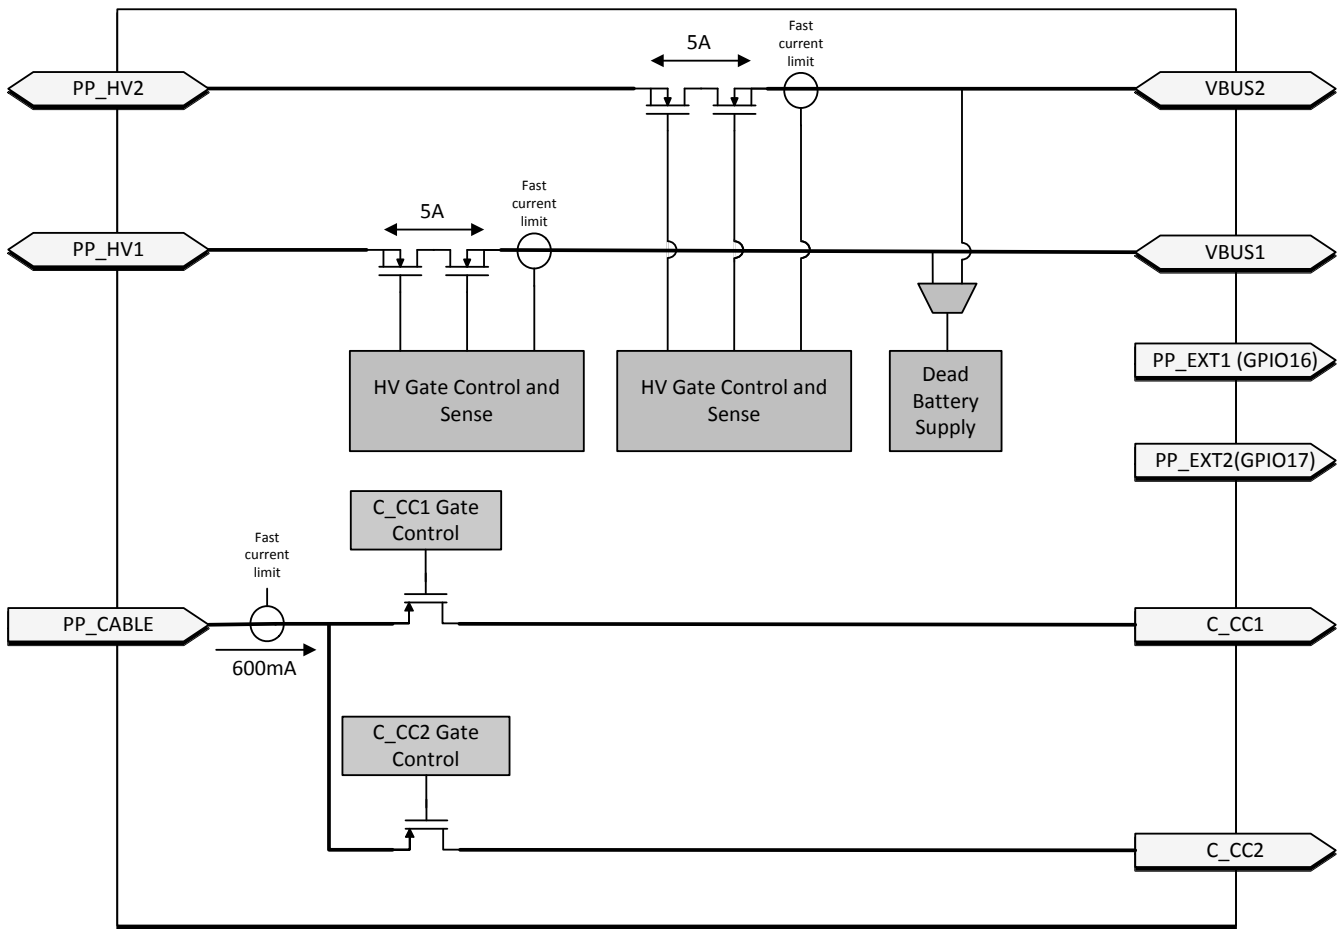 Fast
current
limit
5A
PP_HV2
VBUS2
Fast
current
limit
5A
PP_HV1
VBUS1
PP_EXT1 (GPIO16)
HV Gate Control and
Sense
HV Gate Control and
Sense
Dead
Battery
Supply
PP_EXT2(GPIO17)
C_CC1 Gate
Control
Fast
current
limit
PP_CABLE
C_CC1
600mA
C_CC2 Gate
Control
C_CC2